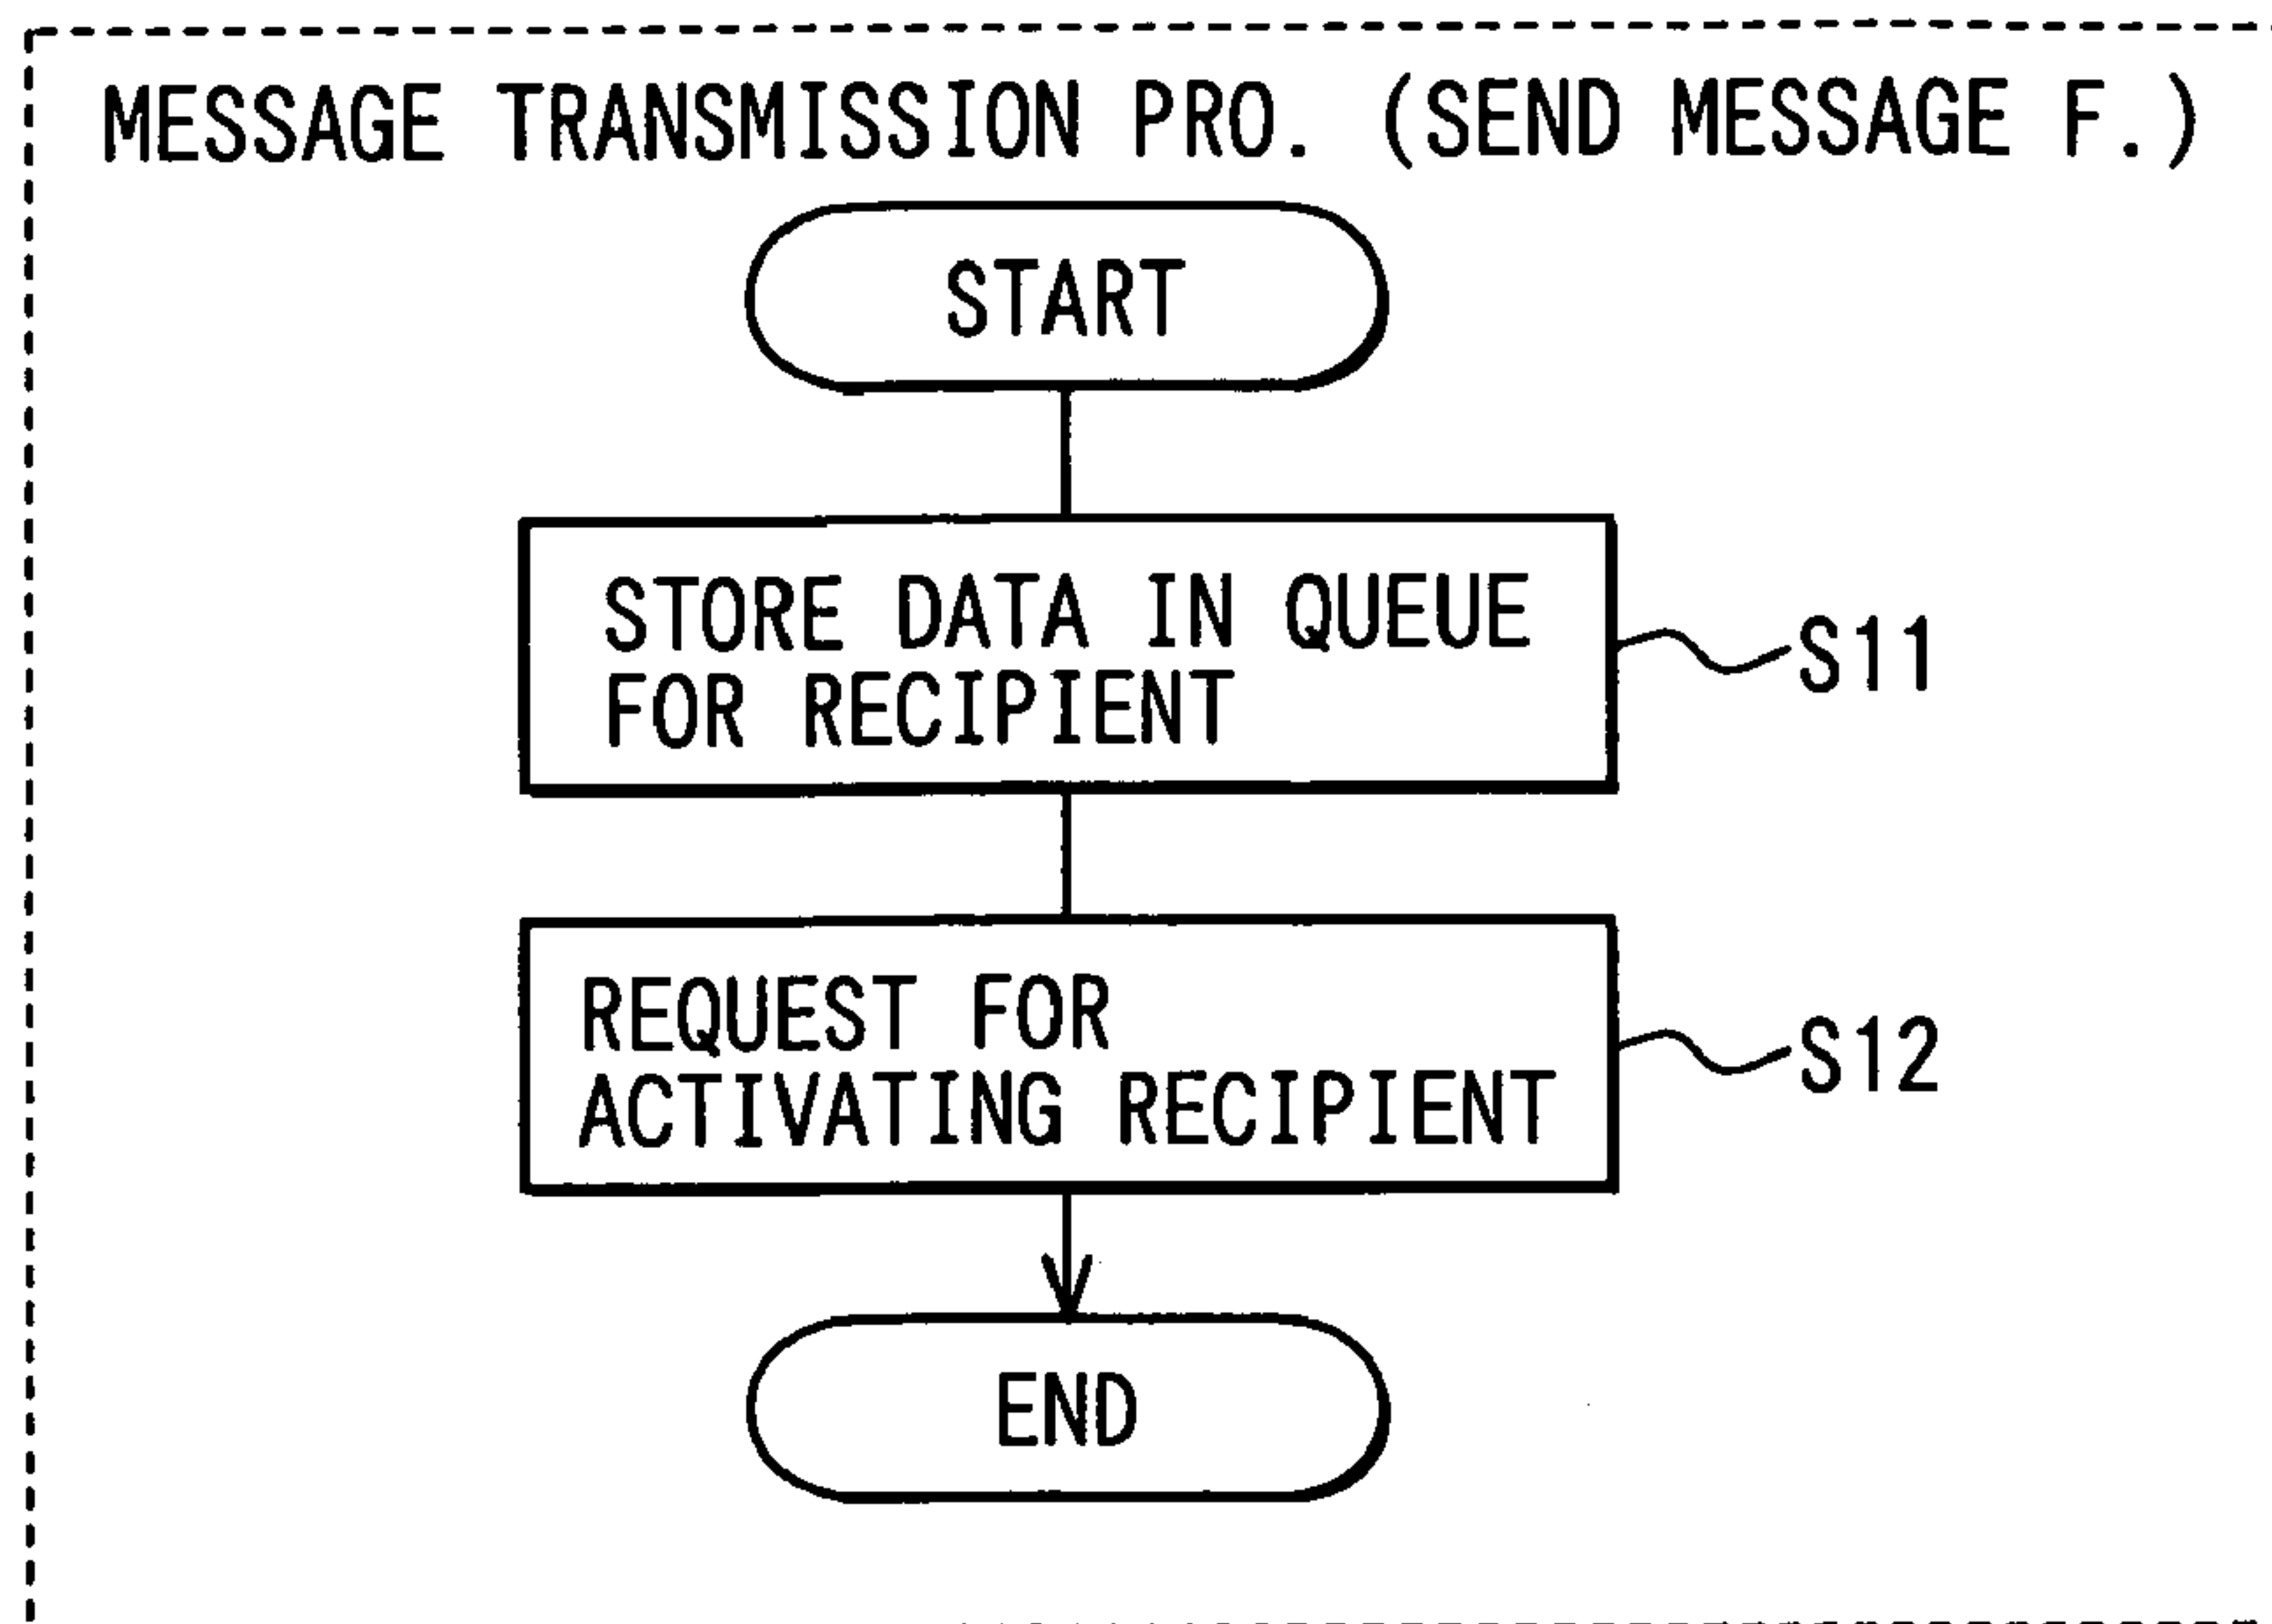 MESSAGE TRANSMISSION PRO. (SEND MESSAGE F.)
START
STORE DATA IN QUEUE
FOR RECIPIENT
S11
REQUEST FOR
ACTIVATING RECIPIENT
S12
END